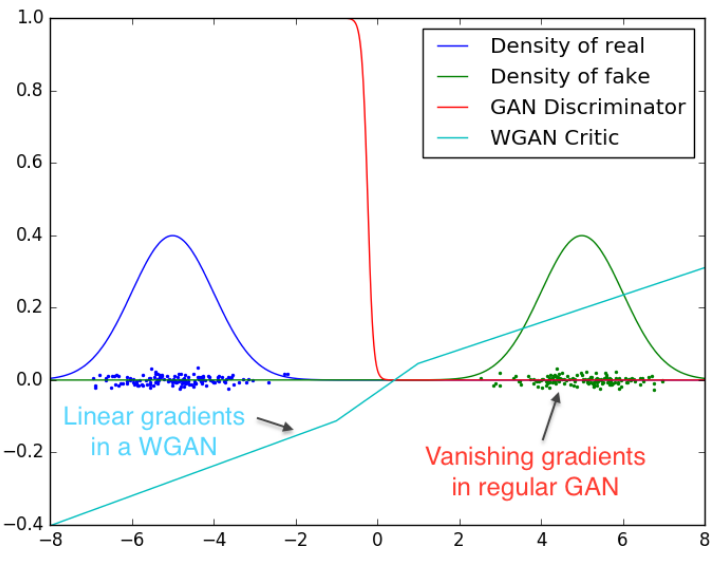 1.0
0.8
0.6
0.4
0.2
0.0
−0.2
−0.4
Density of real
Density of fake
GAN Discriminator
WGAN Critic
Linear gradients
in a WGAN
Vanishing gradients
in regular GAN
−8 −6 −4 −2 0 2 4 6 8